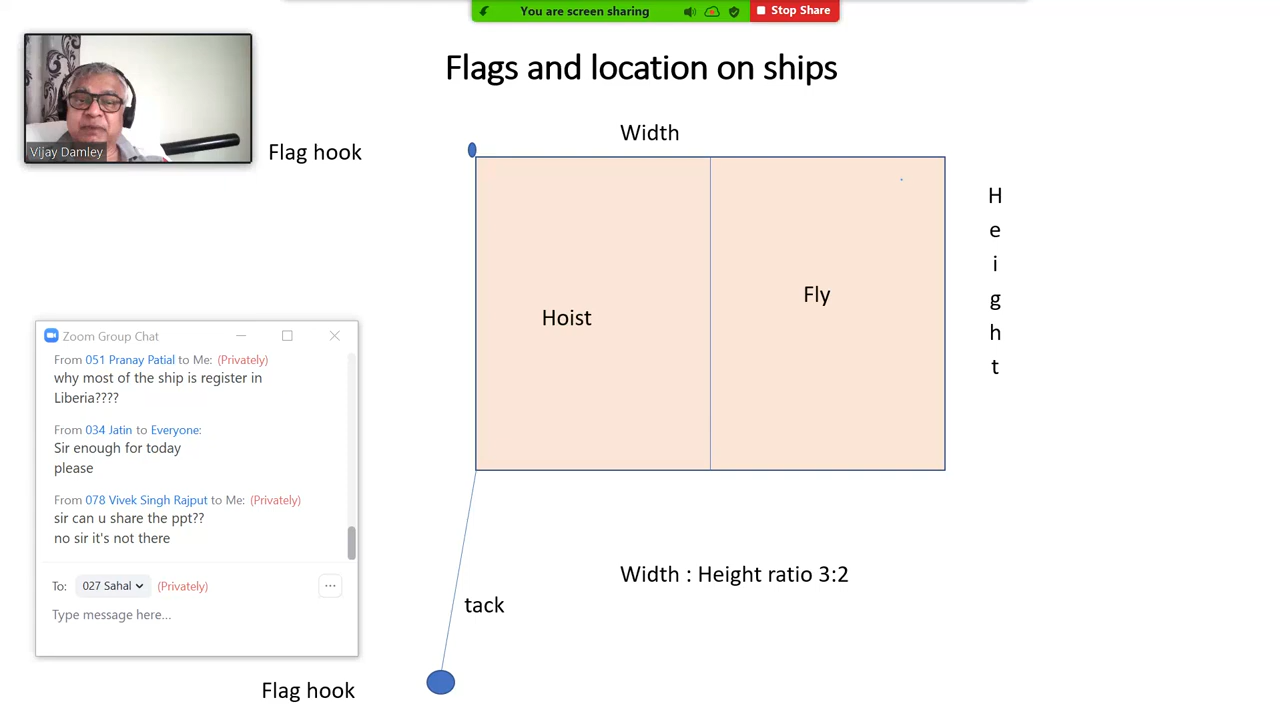 You are screen sharing
Stop Share
Flags and location on ships
Vijay Damley
Flag hook
Width
H
e
i
g
h
t
Hoist
Fly
Zoom Group Chat
From 051 Pranay Patial to Me: (Privately)
why most of the ship is register in
Liberia????
From 034 Jatin to Everyone:
Sir enough for today
please
From 078 Vivek Singh Rajput to Me: (Privately)
sir can u share the ppt??
no sir it's not there
To: 027 Sahal (Privately)
Type message here...
Width : Height ratio 3:2
tack
Flag hook